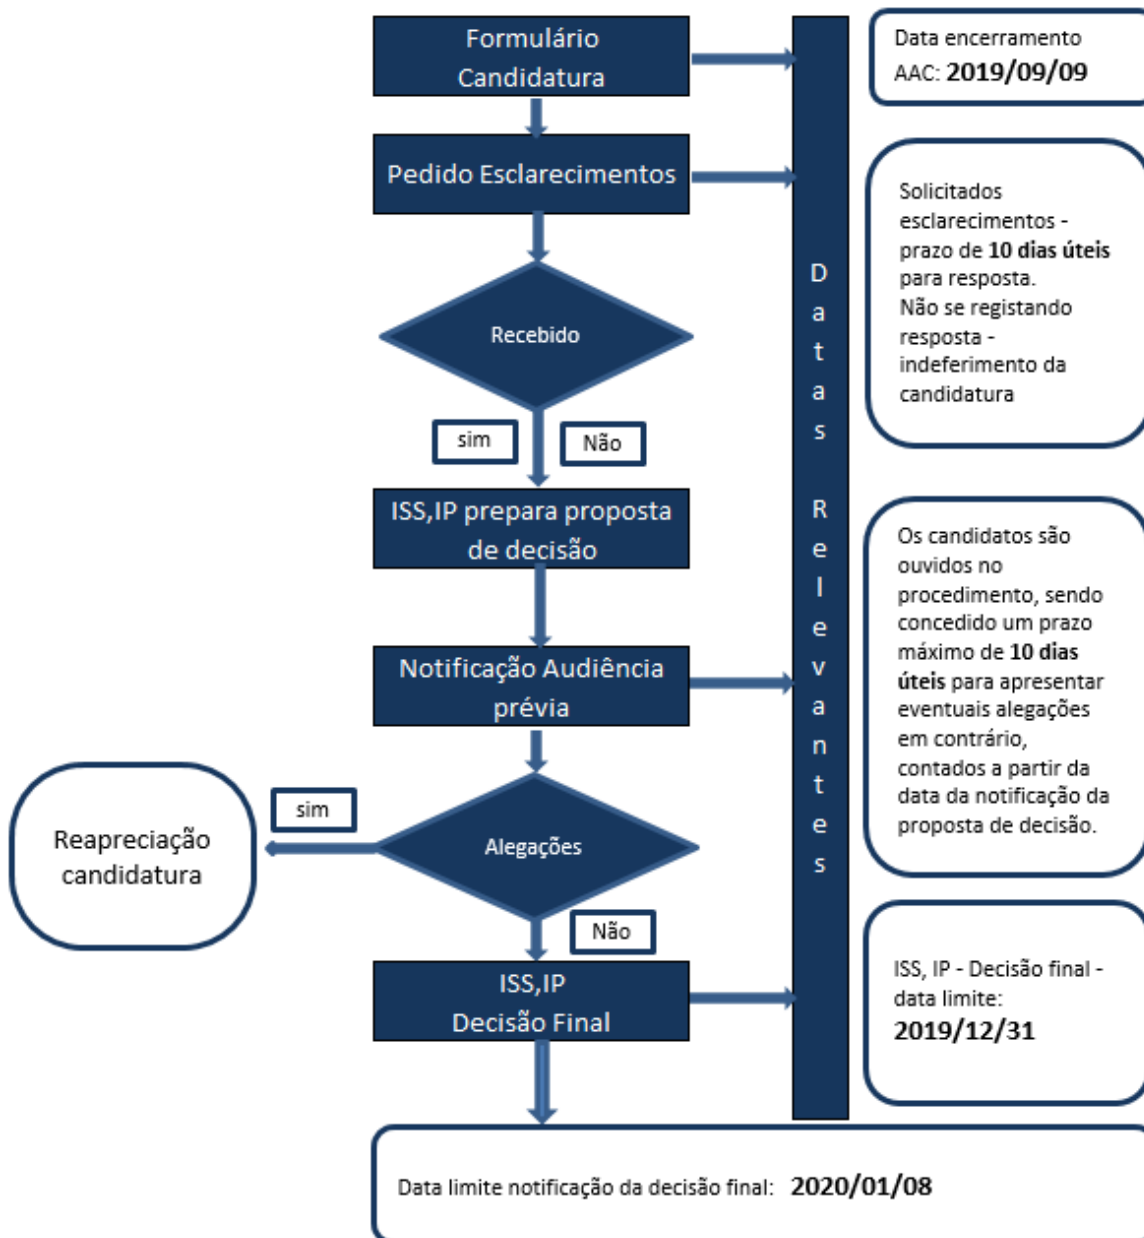 Formulário
Candidatura
Data encerramento
AAC: 2019/09/09
Pedido Esclarecimentos
Solicitados
esclarecimentos -
prazo de 10 dias úteis
para resposta.
Não se registando
resposta -
indeferimento da
candidatura
Recebido
sim
Não
ISS,IP prepara proposta
de decisão
Datas Relevantes
Os candidatos são
ouvidos no
procedimento, sendo
concedido um prazo
máximo de 10 dias
úteis para apresentar
eventuais alegações
em contrário,
contados a partir da
data da notificação da
proposta de decisão.
Notificação Audiência
prévia
sim
Reapreciação
candidatura
Alegações
Não
ISS,IP
Decisão Final
ISS, IP - Decisão final -
data limite:
2019/12/31
Data limite notificação da decisão final: 2020/01/08